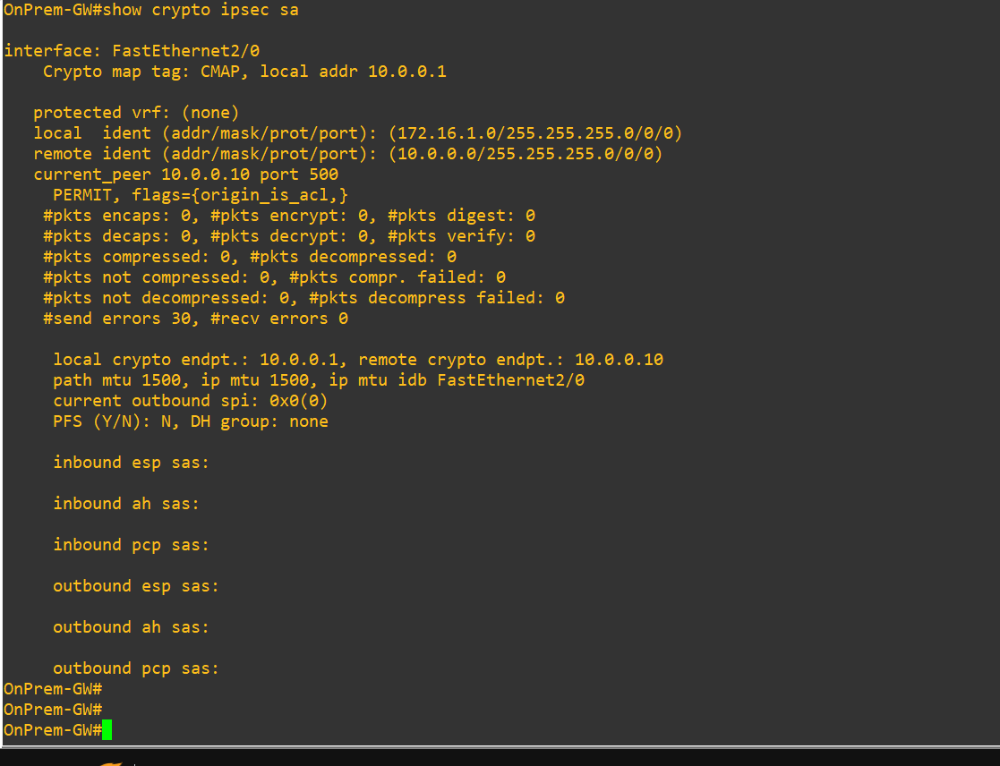 OnPrem-GW#show crypto ipsec sa
interface: FastEthernet2/0
Crypto map tag: CMAP, local addr 10.0.0.1
protected vrf: (none)
local  ident (addr/mask/prot/port): (172.16.1.0/255.255.255.0/0/0)
remote ident (addr/mask/prot/port): (10.0.0.0/255.255.255.0/0/0)
current_peer 10.0.0.10 port 500
PERMIT, flags={origin_is_acl,}
#pkts encaps: 0, #pkts encrypt: 0, #pkts digest: 0
#pkts decaps: 0, #pkts decrypt: 0, #pkts verify: 0
#pkts compressed: 0, #pkts decompressed: 0
#pkts not compressed: 0, #pkts compr. failed: 0
#pkts not decompressed: 0, #pkts decompress failed: 0
#send errors 30, #recv errors 0
local crypto endpt.: 10.0.0.1, remote crypto endpt.: 10.0.0.10
path mtu 1500, ip mtu 1500, ip mtu idb FastEthernet2/0
current outbound spi: 0x0(0)
PFS (Y/N): N, DH group: none
inbound esp sas:
inbound ah sas:
inbound pcp sas:
outbound esp sas:
outbound ah sas:
outbound pcp sas:
OnPrem-GW#
OnPrem-GW#
OnPrem-GW#